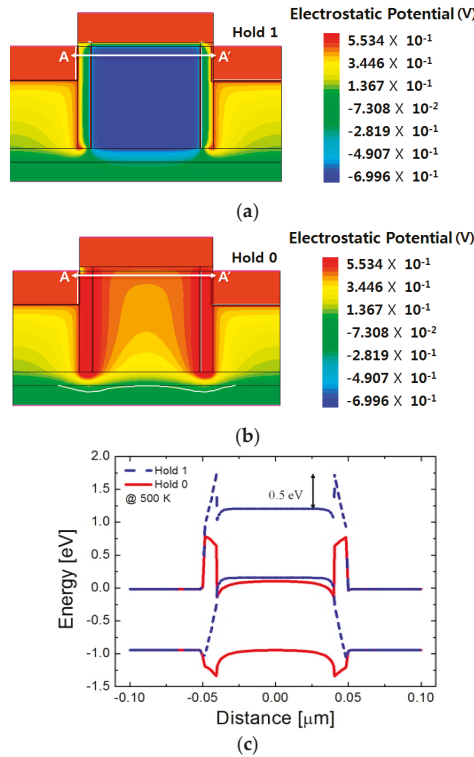 Electrostatic Potential (V)
Hold 1
A A'
5.534 X 10-1
3.446 X 10-1
1.367 X 10-1
-7.308 X 10-2
-2.819 X 10-1
-4.907 X 10-1
-6.996 X 10-1
(a)
Electrostatic Potential (V)
Hold 0
A A'
5.534 X 10-1
3.446 X 10-1
1.367 X 10-1
-7.308 X 10-2
-2.819 X 10-1
-4.907 X 10-1
-6.996 X 10-1
(b)
Hold 1
Hold 0
@ 500 K
0.5 eV
Energy [eV]
2.0
1.5
1.0
0.5
0.0
-0.5
-1.0
-1.5
-0.10 -0.05 0.00 0.05 0.10
Distance [μm]
(c)